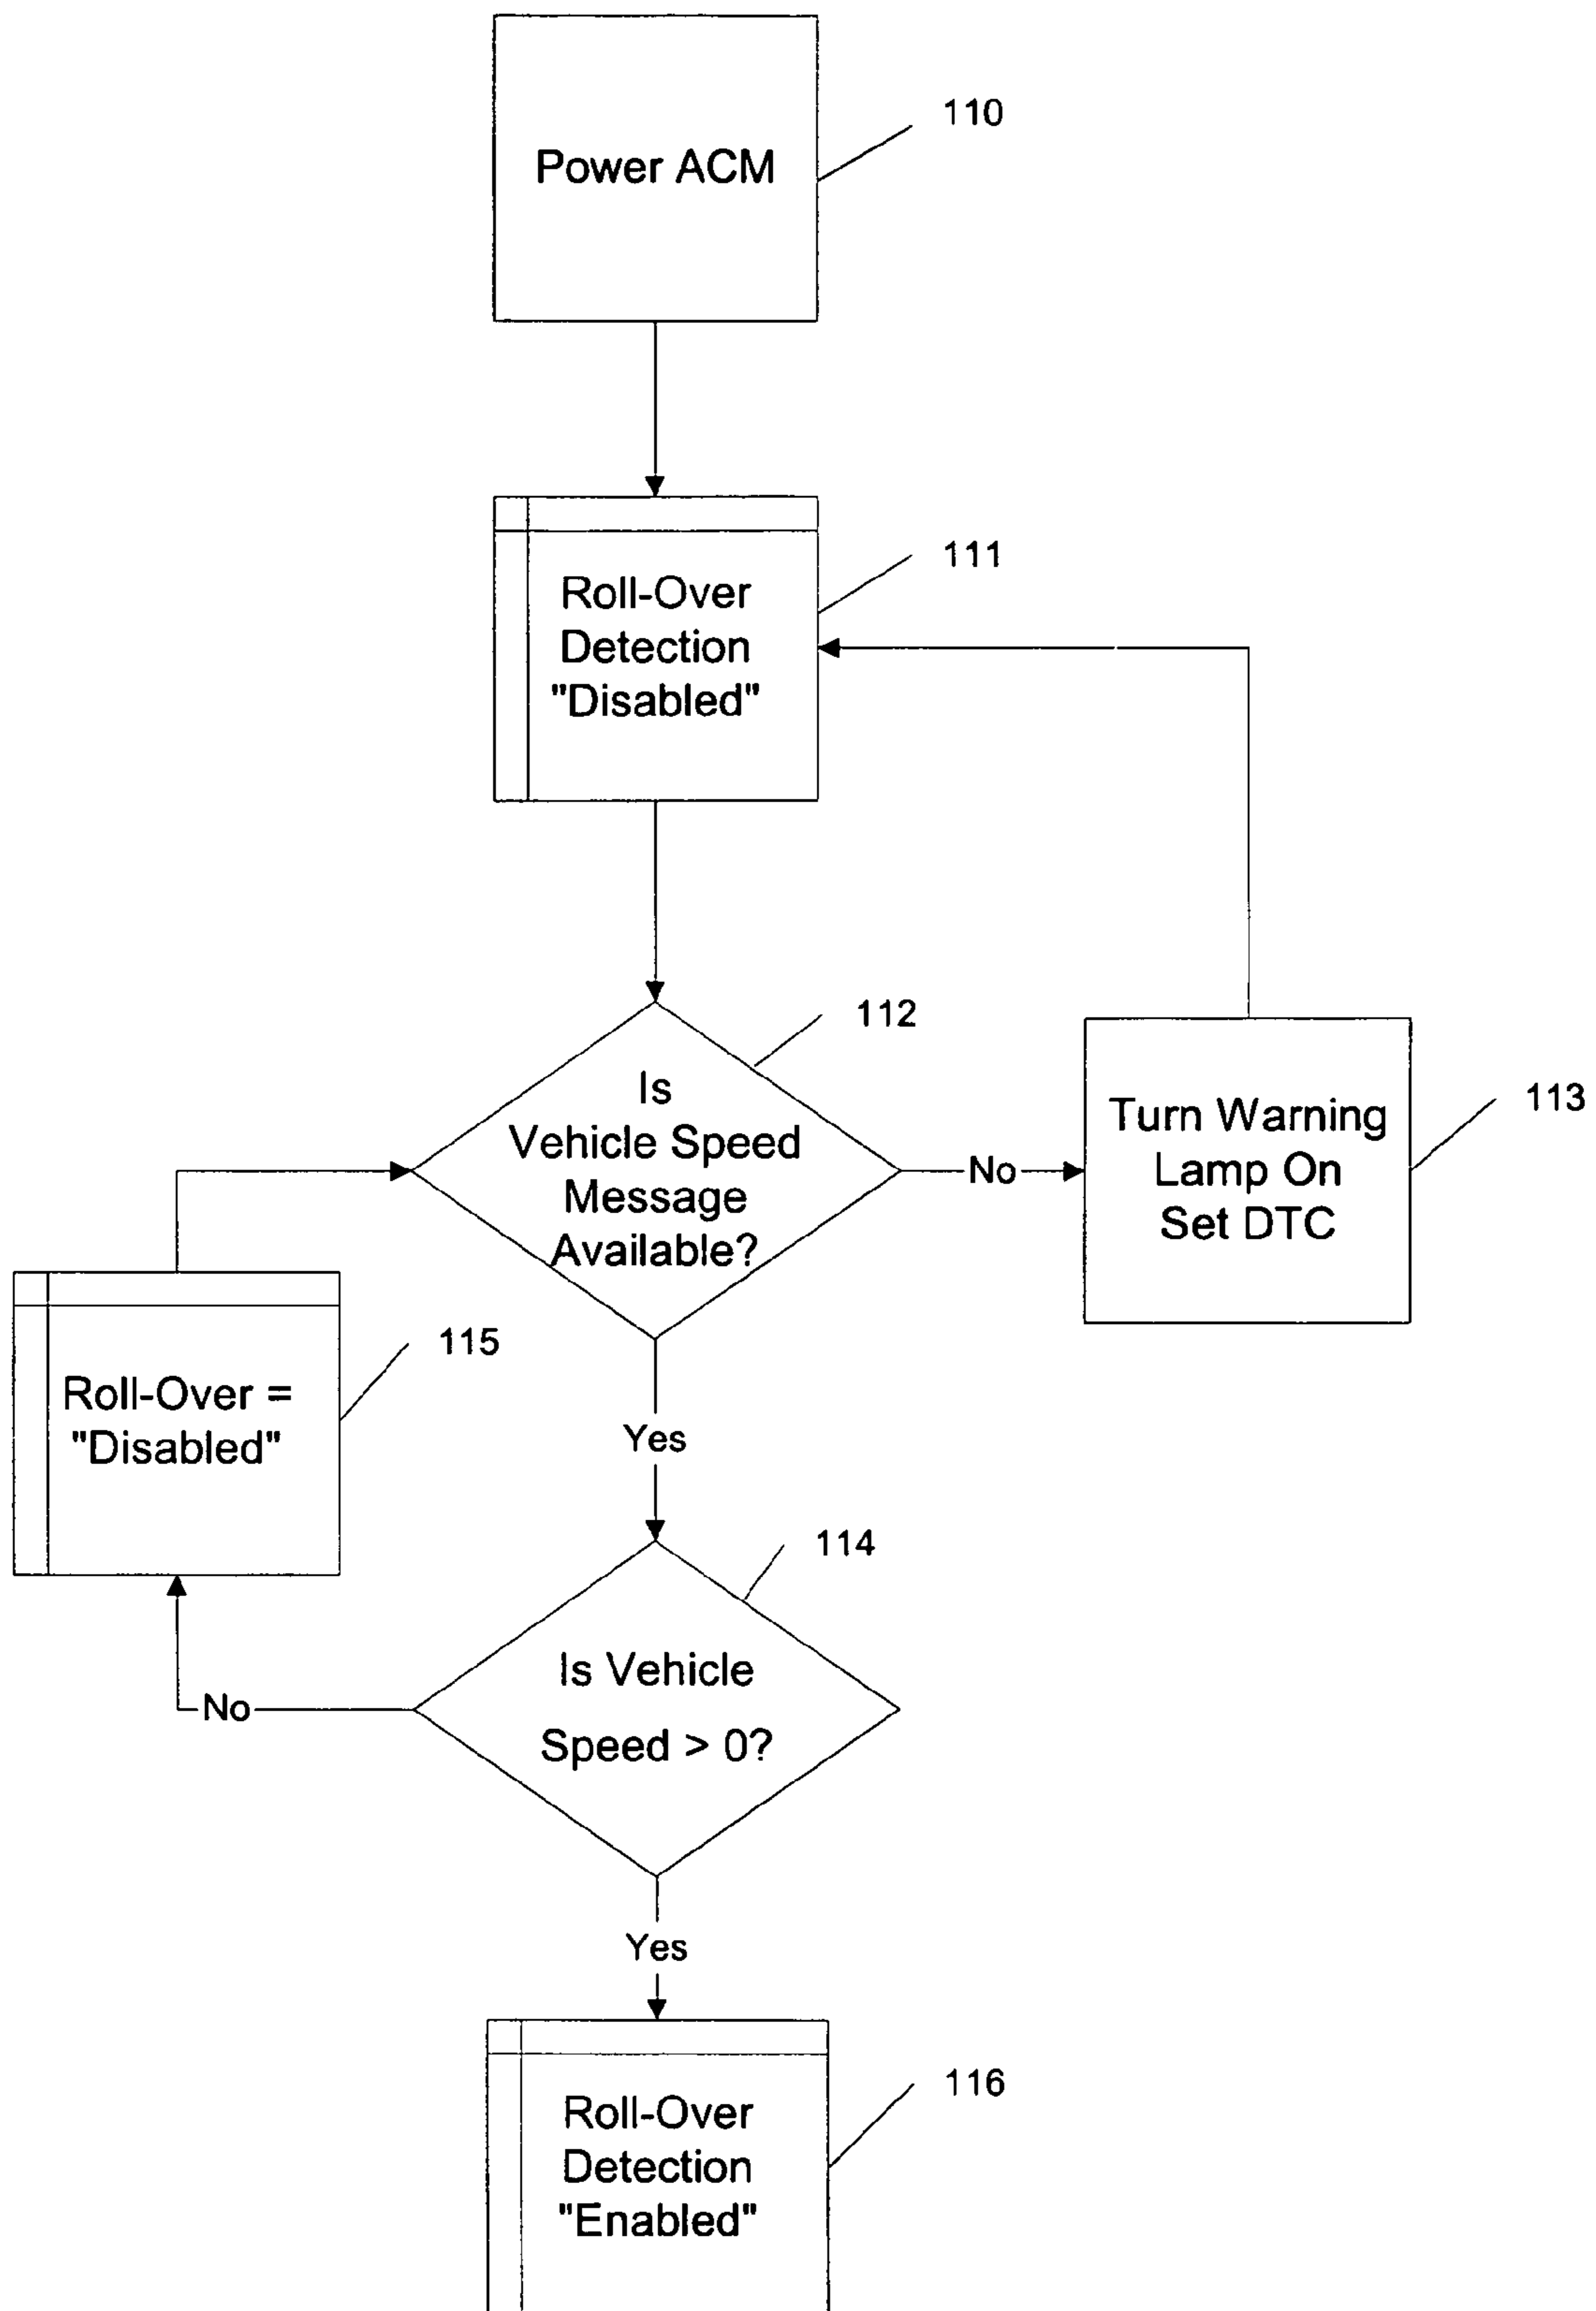 110
Power ACM
111
Roll-Over
Detection
"Disabled"
112
Is
Vehicle Speed
Message
Available?
No
113
Turn Warning
Lamp On
Set DTC
115
Roll-Over =
"Disabled"
Yes
114
Is Vehicle
Speed > 0?
No
Yes
116
Roll-Over
Detection
"Enabled"